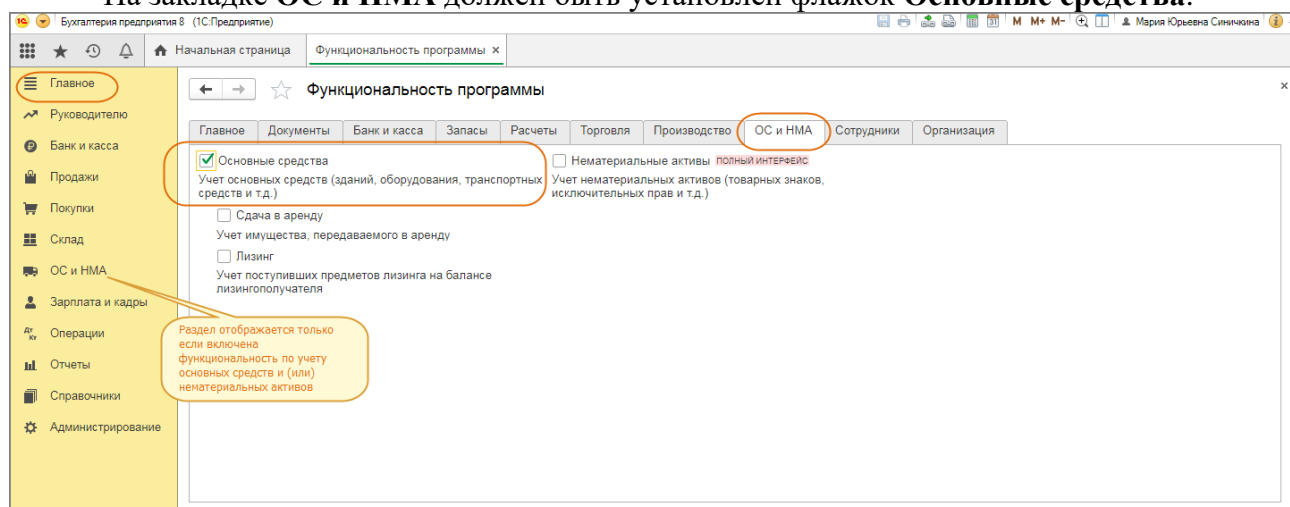 На закладке ОС и НМА должен быть установлен флажок Основные средства.
Бухгалтерия предприятия 8 (1С:Предприятие)
M M+ M- Мария Юрьевна Синичкина
Начальная страница Функциональность программы ×
Главное
Функциональность программы ×
Руководителю
Главное Документы Банк и касса Запасы Расчеты Торговля Производство ОС и НМА Сотрудники Организация
Банк и касса
Основные средства Нематериальные активы ПОЛНЫЙ ИНТЕРФЕЙС
Продажи
Учет основных средств (зданий, оборудования, транспортных Учет нематериальных активов (товарных знаков,
средств и т.д.) исключительных прав и т.д.)
Покупки
Сдача в аренду
Учет имущества, передаваемого в аренду
Склад
Лизинг
ОС и НМА
Учет поступивших предметов лизинга на балансе
лизингополучателя
Зарплата и кадры
Раздел отображается только
Дт Кт Операции
если включена
функциональность по учету
Отчеты
основных средств и (или)
нематериальных активов
Справочники
Администрирование